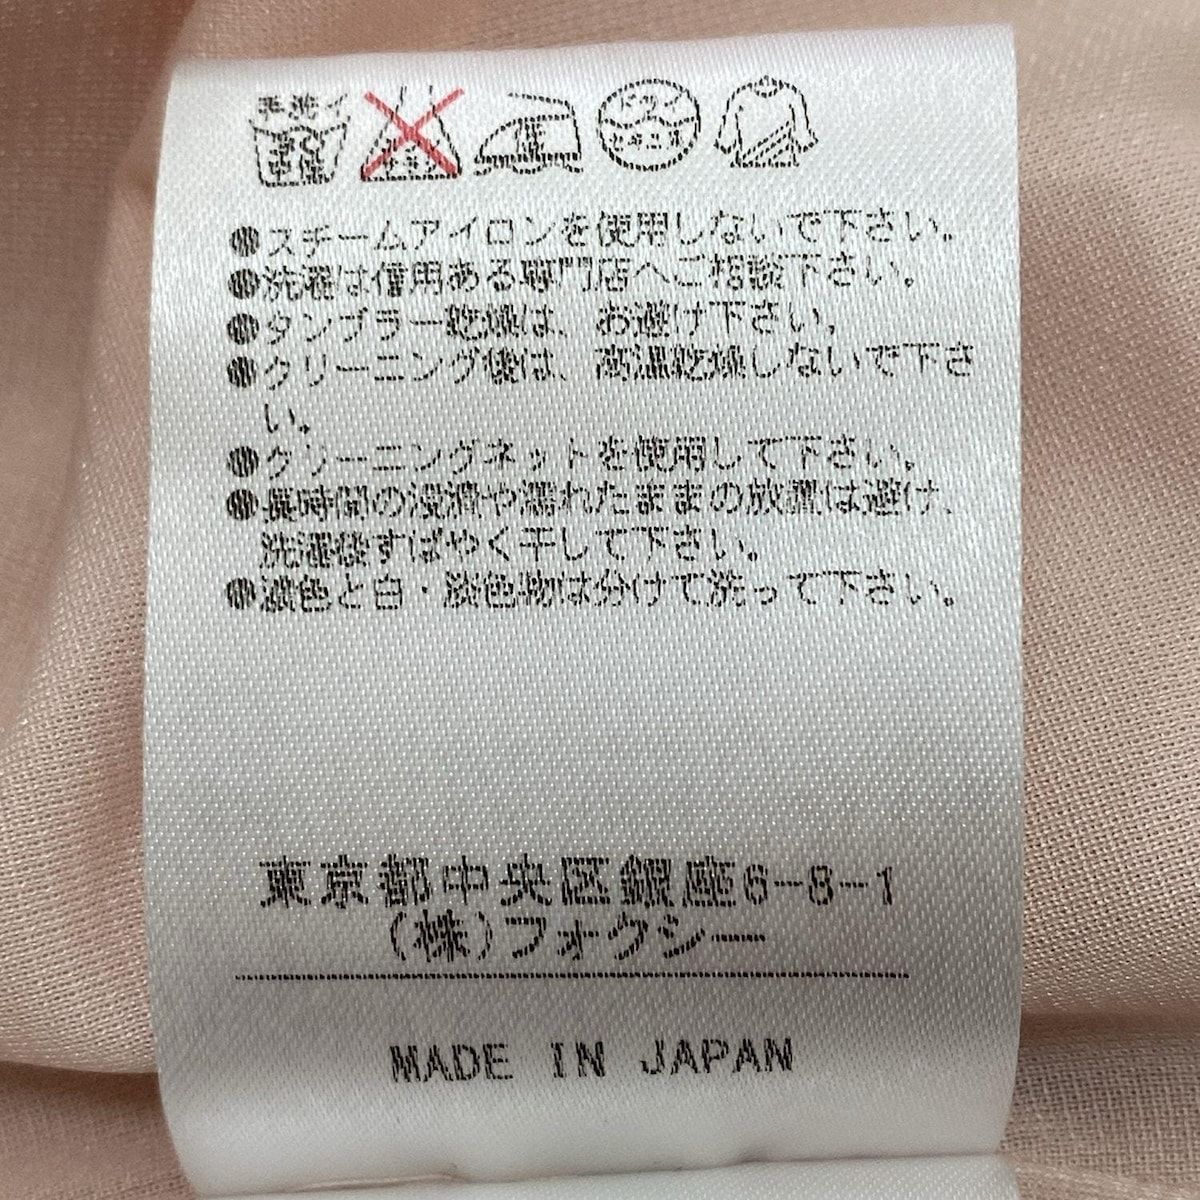 手洗イ
ドライ
セキユ系
●スチームアイロンを使用しないで下さい。
●洗濯は信用ある専門店へご相談下さい。
●タンブラー乾燥は、お避け下さい。
●クリーニング後は、高温乾燥しないで下さ
い。
●クリーニングネットを使用して下さい。
●長時間の浸漬や濡れたままの放置は避け、
洗濯後すばやく干して下さい。
●濃色と白・淡色物は分けて洗って下さい。
東京都中央区銀座6-8-1
(株)フォクシー
MADE IN JAPAN